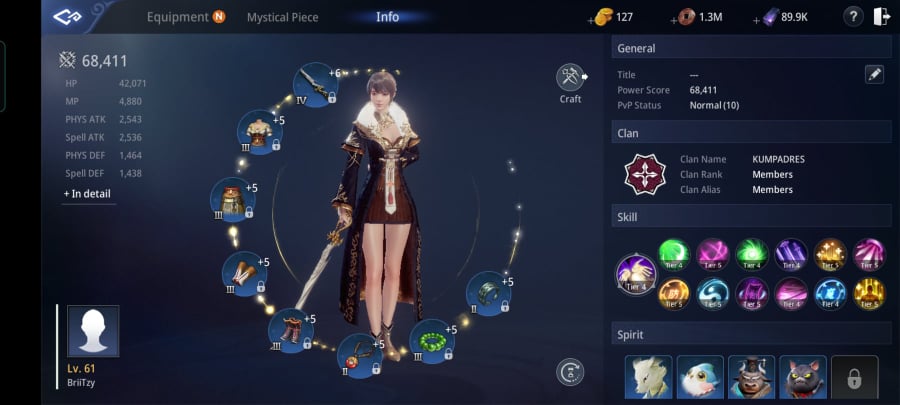 Equipment N Mystical Piece Info
127 1.3M 89.9K ?
68,411
HP 42,071
MP 4,880
PHYS ATK 2,543
Spell ATK 2,536
PHYS DEF 1,464
Spell DEF 1,438
+ In detail
+6
IV
+5
III
+5
III
+5
III
+5
III
+5
II
+5
III
+5
II
Craft
Lv. 61
BriiTzy
General
Title ---
Power Score 68,411
PvP Status Normal (10)
Clan
Clan Name KUMPADRES
Clan Rank Members
Clan Alias Members
Skill
Tier 4
Tier 4 Tier 5 Tier 4 Tier 4 Tier 5 Tier 5
Tier 5 Tier 5 Tier 5 Tier 4 Tier 4 Tier 5
Spirit